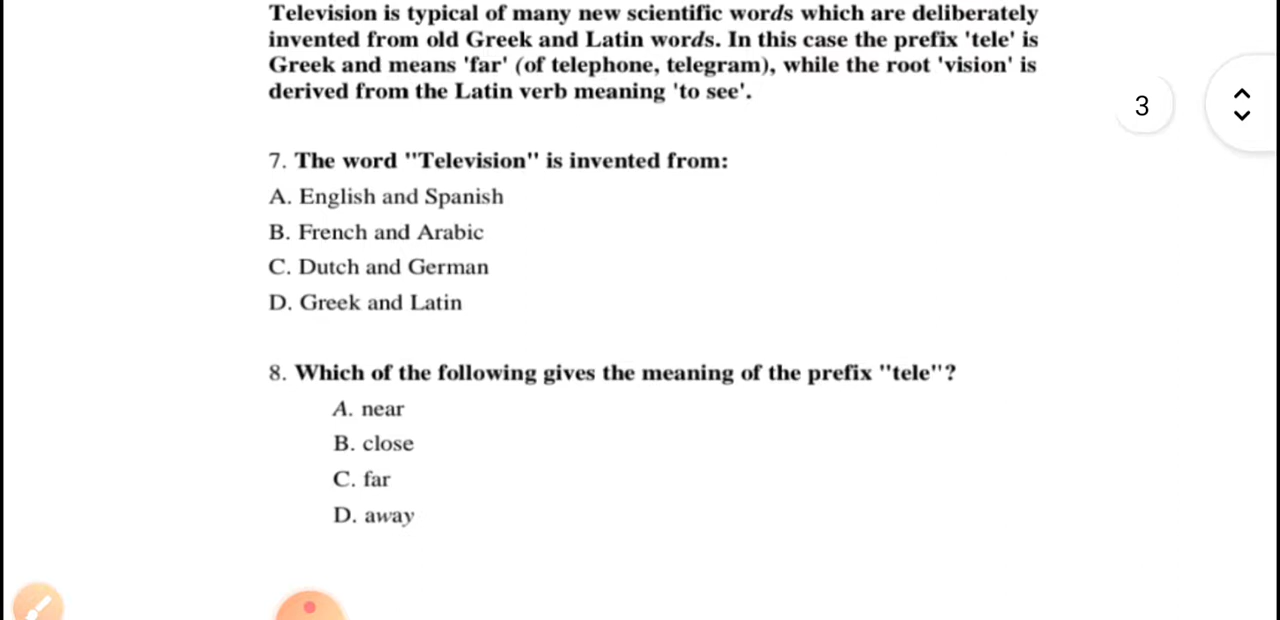 Television is typical of many new scientific words which are deliberately
invented from old Greek and Latin words. In this case the prefix 'tele' is
Greek and means 'far' (of telephone, telegram), while the root 'vision' is
derived from the Latin verb meaning 'to see'.
3
7. The word "Television" is invented from:
A. English and Spanish
B. French and Arabic
C. Dutch and German
D. Greek and Latin
8. Which of the following gives the meaning of the prefix "tele"?
A. near
B. close
C. far
D. away